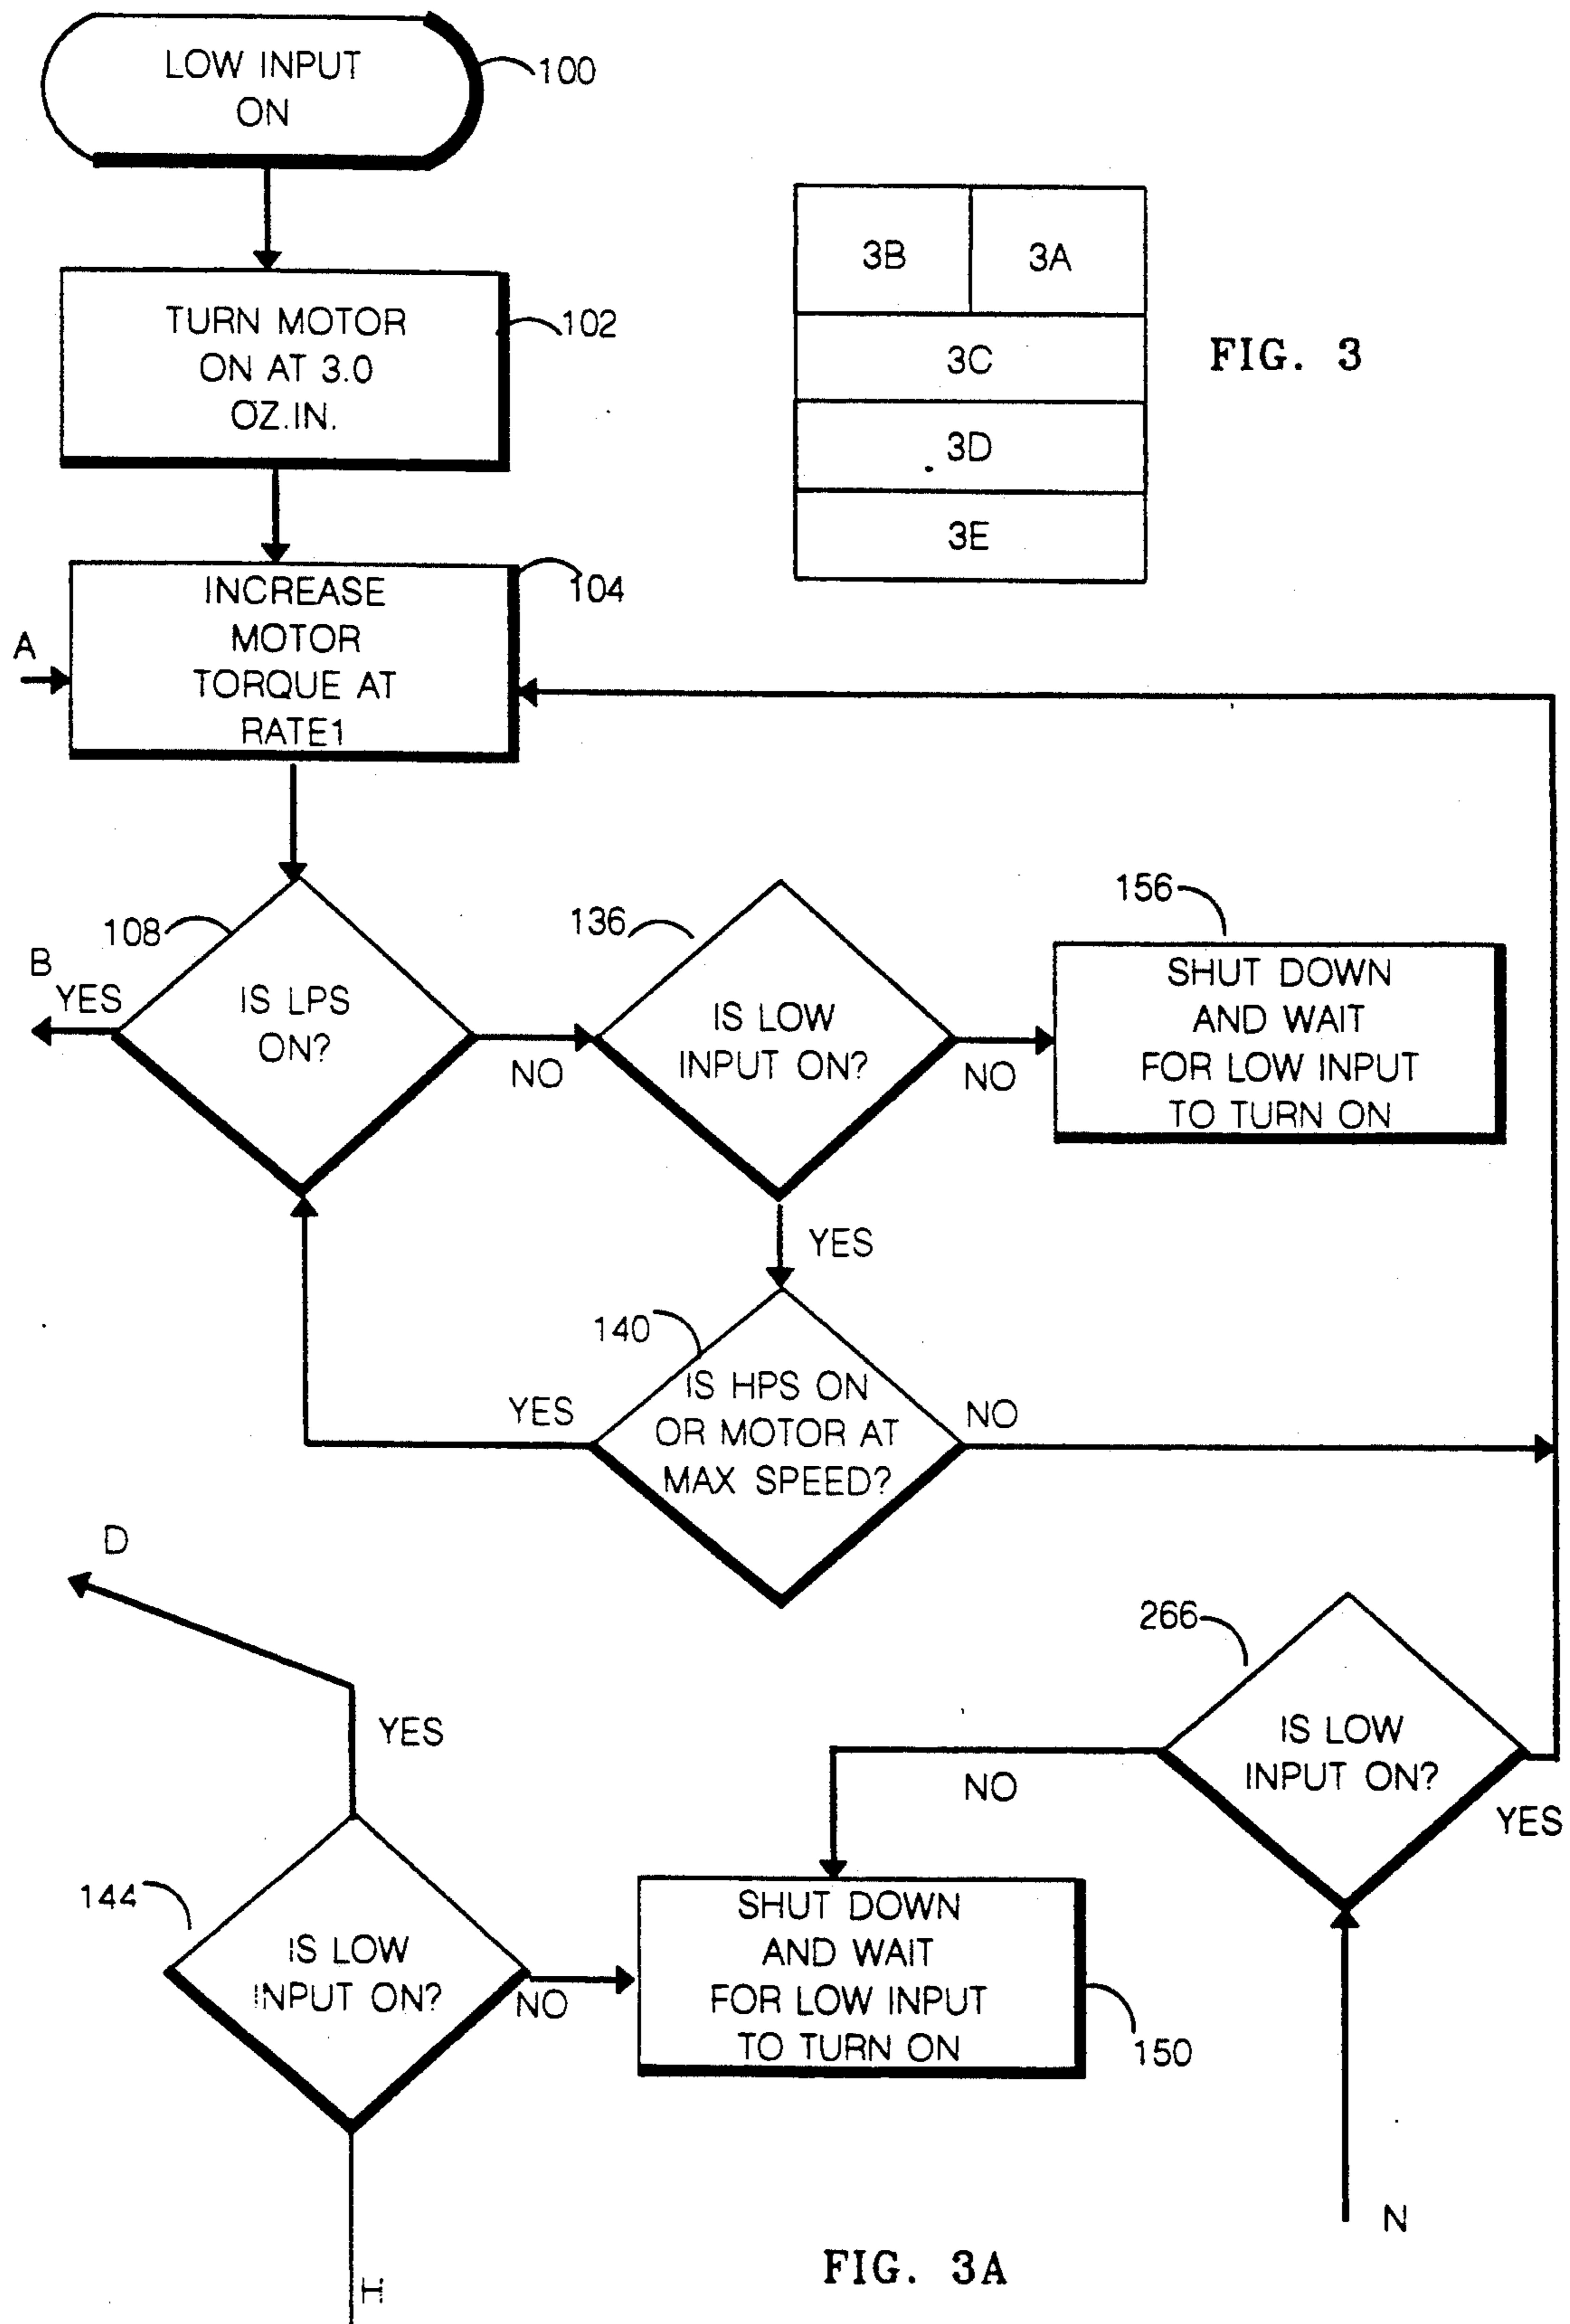 LOW INPUT
ON
100
TURN MOTOR
ON AT 3.0
OZ.IN.
102
3B
3A
3C
3D
3E
FIG. 3
INCREASE
MOTOR
TORQUE AT
RATE1
104
A
108
IS LPS
ON?
B
YES
NO
136
IS LOW
INPUT ON?
NO
156
SHUT DOWN
AND WAIT
FOR LOW INPUT
TO TURN ON
YES
140
IS HPS ON
OR MOTOR AT
MAX SPEED?
YES
NO
D
YES
266
IS LOW
INPUT ON?
NO
YES
144
IS LOW
INPUT ON?
NO
SHUT DOWN
AND WAIT
FOR LOW INPUT
TO TURN ON
150
N
H
FIG. 3A